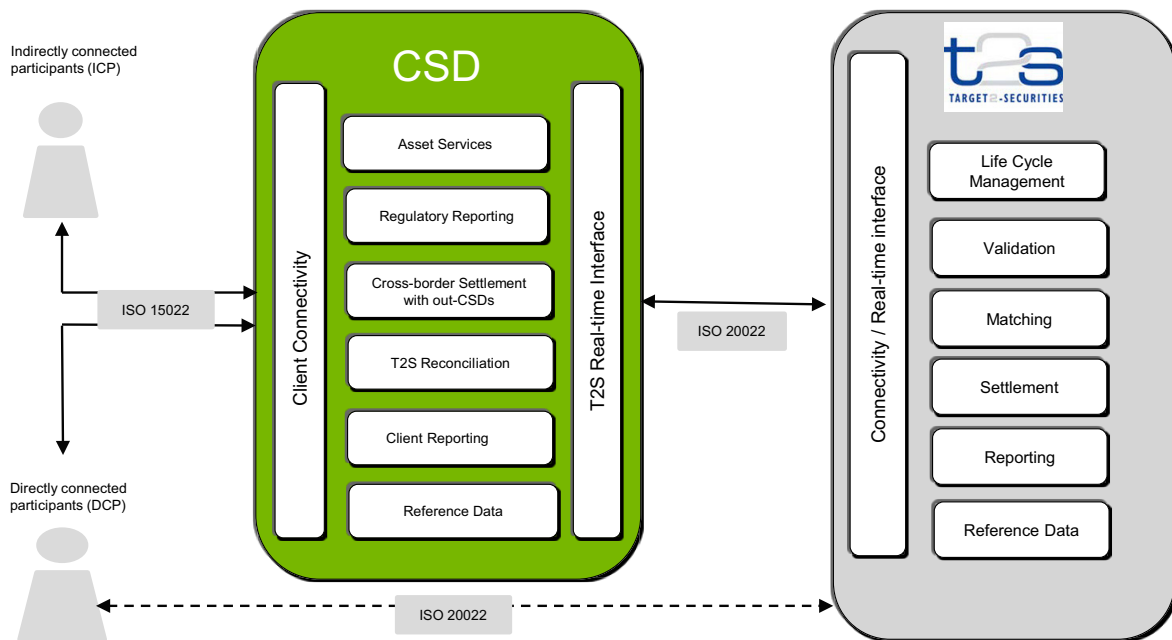 Indirectly connected
participants (ICP)
ISO 15022
Directly connected
participants (DCP)
CSD
Client Connectivity
Asset Services
Regulatory Reporting
Cross-border Settlement
with out-CSDs
T2S Reconciliation
Client Reporting
Reference Data
T2S Real-time Interface
ISO 20022
ISO 20022
t2s
TARGET2-SECURITIES
Connectivity / Real-time interface
Life Cycle
Management
Validation
Matching
Settlement
Reporting
Reference Data